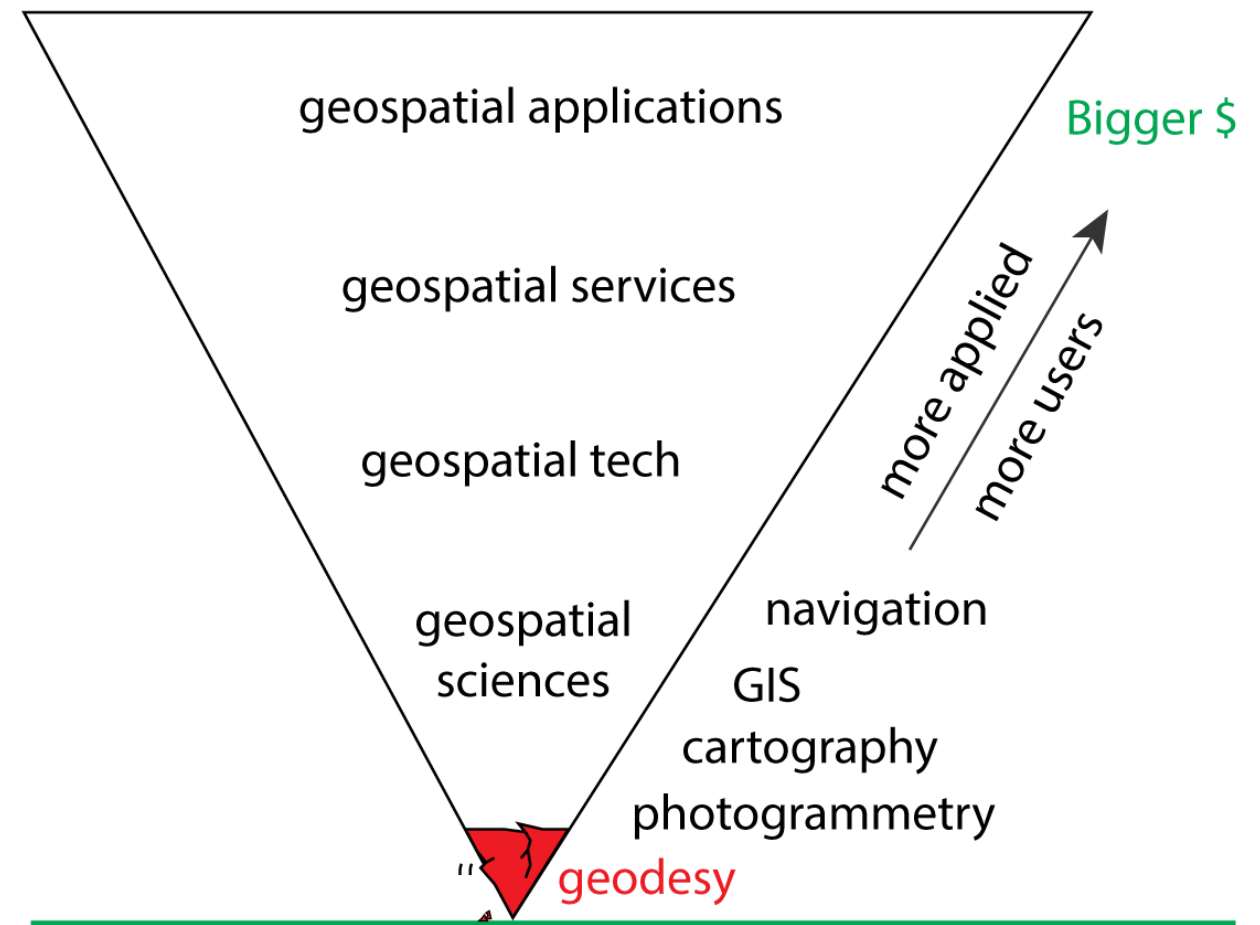 geospatial applications
Bigger $
geospatial services
more applied
more users
geospatial tech
geospatial
sciences
navigation
GIS
cartography
photogrammetry
geodesy